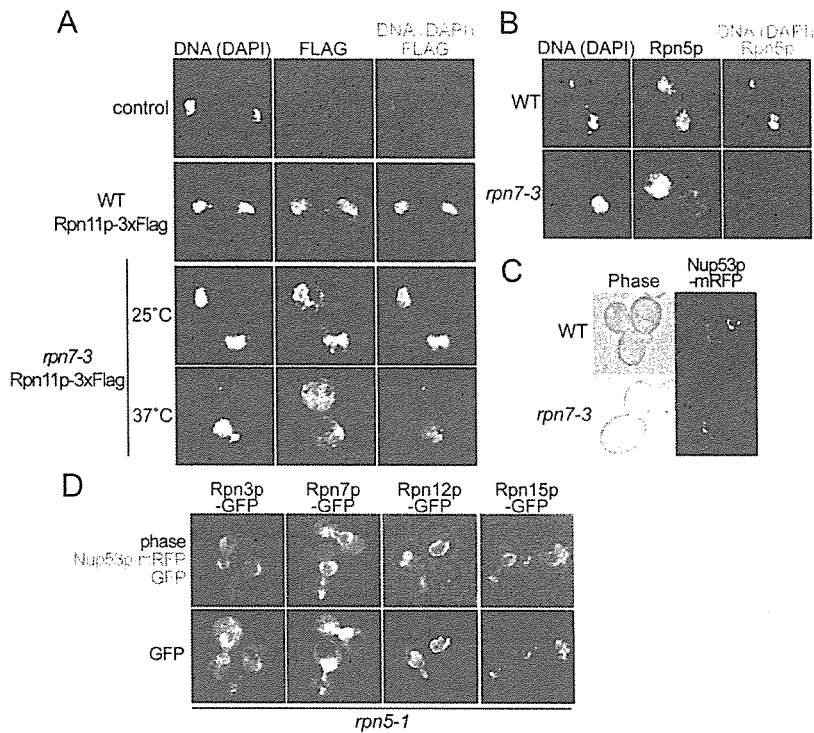 A
DNA (DAPI) FLAG DNA (DAPI) FLAG
control
WT
Rpn11p-3xFlag
rpn7-3
Rpn11p-3xFlag
25°C
37°C
B
DNA (DAPI) Rpn5p DNA (DAPI) Rpn5p
WT
rpn7-3
C
Phase Nup53p
-mRFP
WT
rpn7-3
D
Rpn3p
-GFP
Rpn7p
-GFP
Rpn12p
-GFP
Rpn15p
-GFP
phase
Nup53p-mRFP
GFP
GFP
rpn5-1